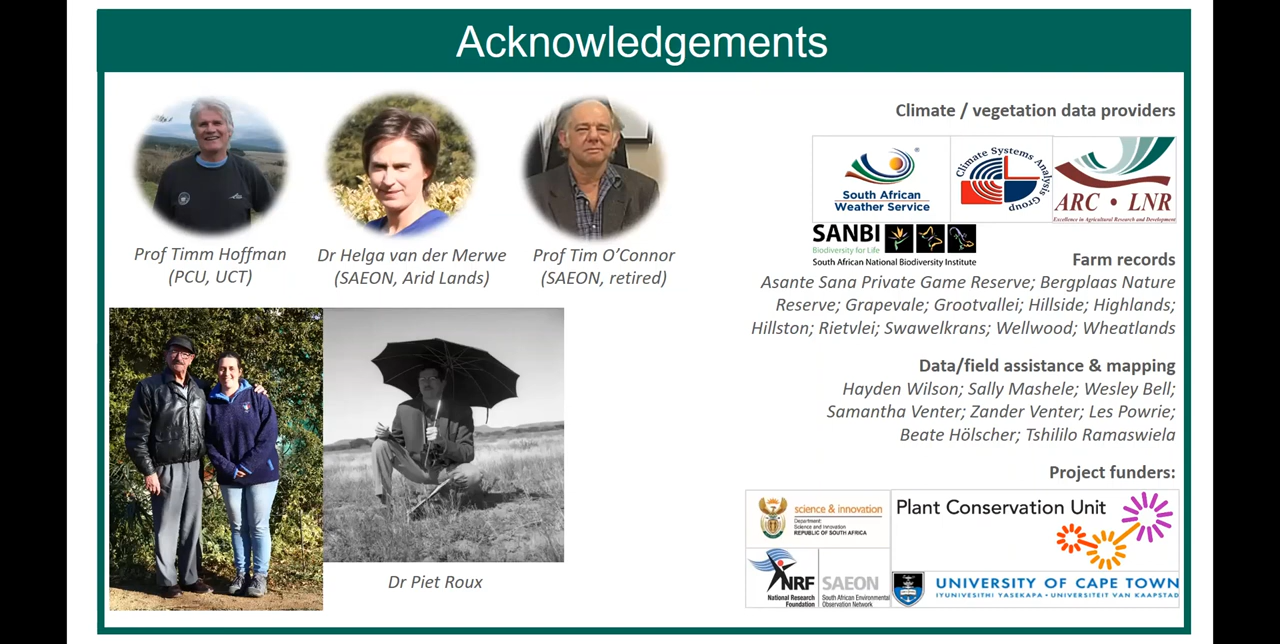 Acknowledgements
Prof Timm Hoffman
(PCU, UCT)
Dr Helga van der Merwe
(SAEON, Arid Lands)
Prof Tim O'Connor
(SAEON, retired)
Dr Piet Roux
Climate / vegetation data providers
South African
Weather Service
Climate Systems Analysis Group
ARC • LNR
Excellence in Agricultural Research and Development
SANBI
Biodiversity for Life
South African National Biodiversity Institute
Farm records
Asante Sana Private Game Reserve; Bergplaas Nature
Reserve; Grapevale; Grootvallei; Hillside; Highlands;
Hillston; Rietvlei; Swawelkrans; Wellwood; Wheatlands
Data/field assistance & mapping
Hayden Wilson; Sally Mashele; Wesley Bell;
Samantha Venter; Zander Venter; Les Powrie;
Beate Hölscher; Tshililo Ramaswiela
Project funders:
science & innovation
Department:
Science and Innovation
REPUBLIC OF SOUTH AFRICA
Plant Conservation Unit
NRF
National Research
Foundation
SAEON
South African Environmental
Observation Network
UNIVERSITY OF CAPE TOWN
IYUNIVESITHI YASEKAPA • UNIVERSITEIT VAN KAAPSTAD